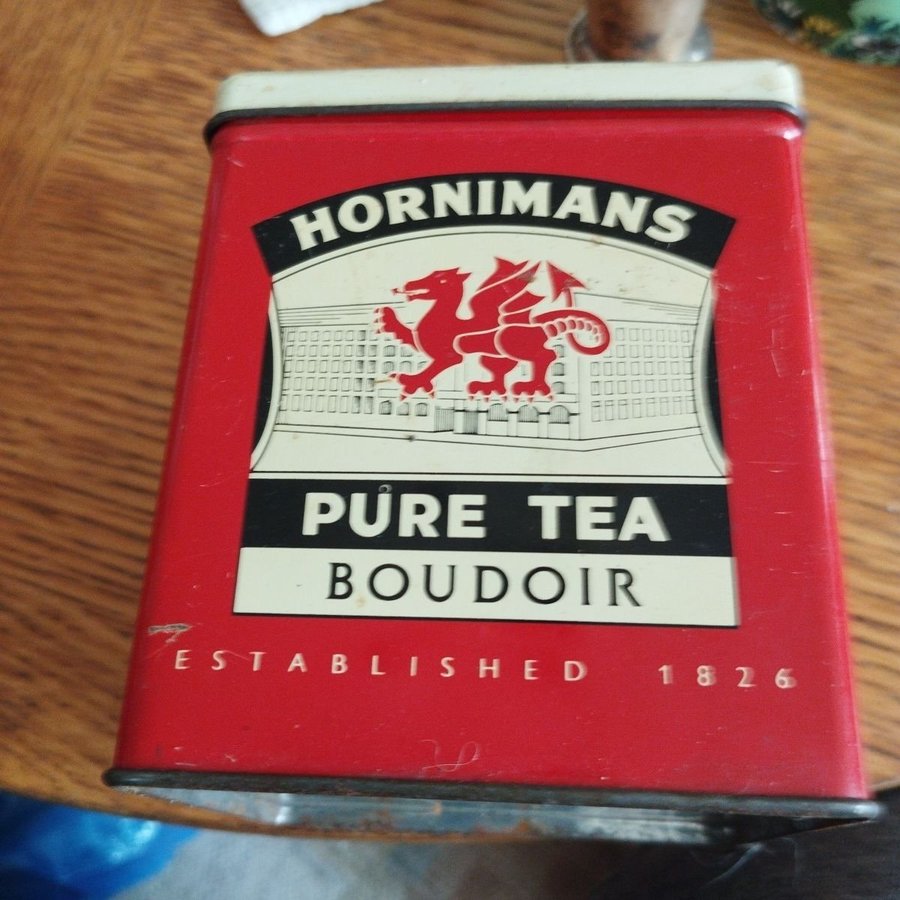 HORNIMANS
PURE TEA
BOUDOIR
ESTABLISHED 1826